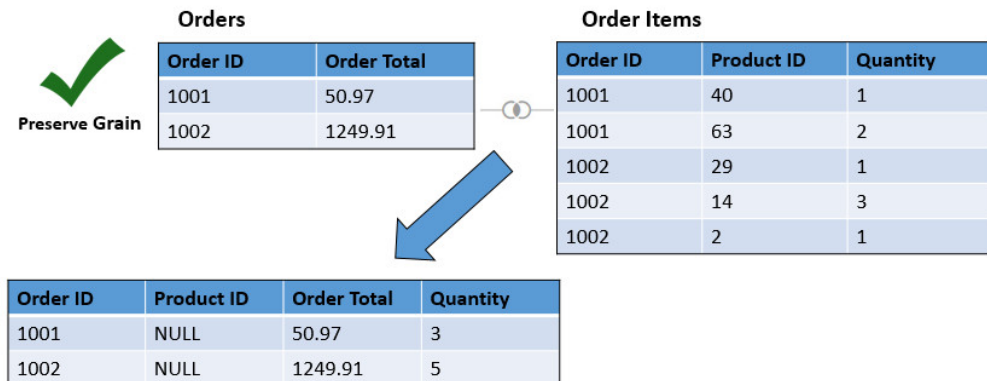 Orders
Order ID Order Total
1001 50.97
1002 1249.91
Preserve Grain
Order Items
Order ID Product ID Quantity
1001 40 1
1001 63 2
1002 29 1
1002 14 3
1002 2 1
Order ID Product ID Order Total Quantity
1001 NULL 50.97 3
1002 NULL 1249.91 5